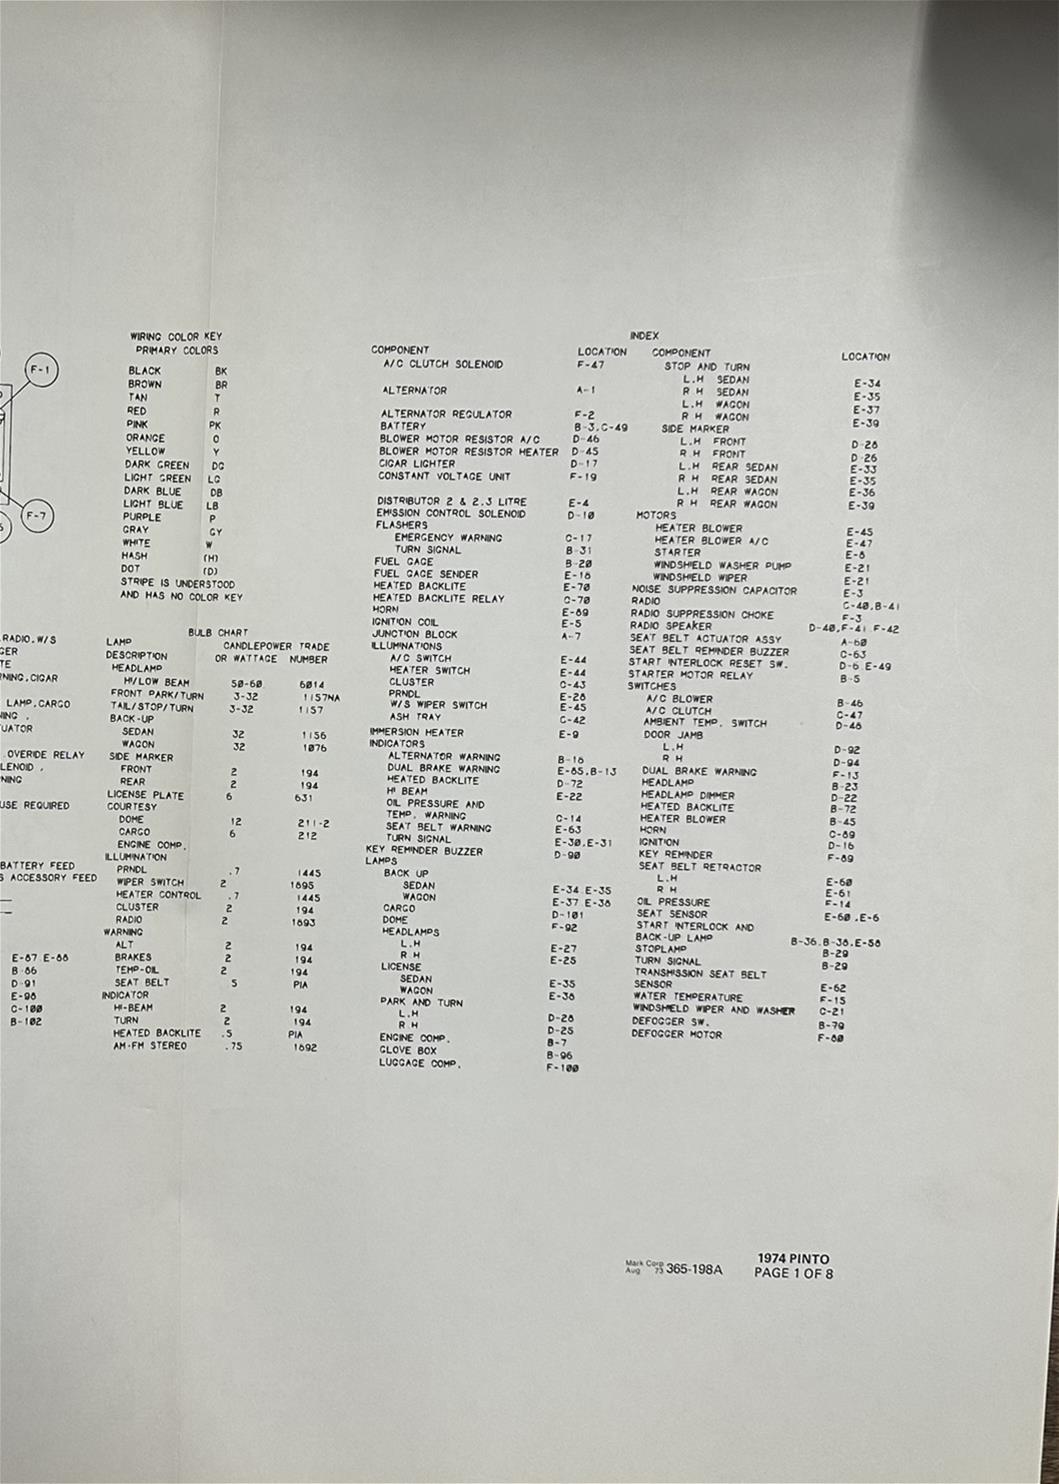 F-1
F-7
WIRING COLOR KEY
PRIMARY COLORS
BLACK BK
BROWN BR
TAN T
RED R
PINK PK
ORANGE O
YELLOW Y
DARK GREEN DG
LIGHT GREEN LG
DARK BLUE DB
LIGHT BLUE LB
PURPLE P
GRAY GY
WHITE W
HASH (H)
DOT (D)
STRIPE IS UNDERSTOOD
AND HAS NO COLOR KEY
RADIO, W/S
LAMP, CARGO
OVERIDE RELAY
USE REQUIRED
BATTERY FEED
ACCESSORY FEED
E-87 E-88
B-86
D-91
E-98
C-100
B-102
BULB CHART
LAMP CANDLEPOWER TRADE
DESCRIPTION OR WATTAGE NUMBER
HEADLAMP
HI/LOW BEAM 50-60 6014
FRONT PARK/TURN 3-32 1157NA
TAIL/STOP/TURN 3-32 1157
BACK-UP
SEDAN 32 1156
WAGON 32 1076
SIDE MARKER
FRONT 2 194
REAR 2 194
LICENSE PLATE 6 631
COURTESY
DOME 12 211-2
CARGO 6 212
ENGINE COMP.
ILLUMINATION
PRNDL .7 1445
WIPER SWITCH 2 1895
HEATER CONTROL .7 1445
CLUSTER 2 194
RADIO 2 1893
WARNING
ALT 2 194
BRAKES 2 194
TEMP-OIL 2 194
SEAT BELT .5 PIA
INDICATOR
HI-BEAM 2 194
TURN 2 194
HEATED BACKLITE .5 PIA
AM-FM STEREO .75 1892
INDEX
COMPONENT LOCATION
A/C CLUTCH SOLENOID F-47
ALTERNATOR A-1
ALTERNATOR REGULATOR F-2
BATTERY B-3,C-49
BLOWER MOTOR RESISTOR A/C D-46
BLOWER MOTOR RESISTOR HEATER D-45
CIGAR LIGHTER D-17
CONSTANT VOLTAGE UNIT F-19
DISTRIBUTOR 2 & 2.3 LITRE E-4
EMISSION CONTROL SOLENOID D-10
FLASHERS
EMERGENCY WARNING C-17
TURN SIGNAL B-31
FUEL GAGE B-20
FUEL GAGE SENDER E-18
HEATED BACKLITE E-70
HEATED BACKLITE RELAY C-70
HORN E-89
IGNITION COIL E-5
JUNCTION BLOCK A-7
ILLUMINATIONS
A/C SWITCH E-44
HEATER SWITCH E-44
CLUSTER C-43
PRNDL E-28
W/S WIPER SWITCH E-45
ASH TRAY C-42
IMMERSION HEATER E-9
INDICATORS
ALTERNATOR WARNING B-18
DUAL BRAKE WARNING E-85,B-13
HEATED BACKLITE D-72
HI BEAM E-22
OIL PRESSURE AND
TEMP. WARNING C-14
SEAT BELT WARNING E-63
TURN SIGNAL E-30,E-31
KEY REMINDER BUZZER D-90
LAMPS
BACK UP
SEDAN E-34 E-35
WAGON E-37 E-38
CARGO D-101
DOME F-92
HEADLAMPS
L.H E-27
R H E-25
LICENSE
SEDAN E-35
WAGON E-38
PARK AND TURN
L.H D-28
R H D-25
ENGINE COMP. B-7
GLOVE BOX B-96
LUGGAGE COMP. F-100
COMPONENT LOCATION
STOP AND TURN
L.H SEDAN E-34
R H SEDAN E-35
L.H WAGON E-37
R H WAGON E-39
SIDE MARKER
L.H FRONT D-28
R H FRONT D-26
L.H REAR SEDAN E-33
R H REAR SEDAN E-35
L.H REAR WAGON E-36
R H REAR WAGON E-39
MOTORS
HEATER BLOWER E-45
HEATER BLOWER A/C E-47
STARTER E-6
WINDSHIELD WASHER PUMP E-21
WINDSHIELD WIPER E-21
NOISE SUPPRESSION CAPACITOR E-3
RADIO C-40,B-41
RADIO SUPPRESSION CHOKE F-3
RADIO SPEAKER D-40,F-41 F-42
SEAT BELT ACTUATOR ASSY A-60
SEAT BELT REMINDER BUZZER C-63
START INTERLOCK RESET SW. D-6 E-49
STARTER MOTOR RELAY B-5
SWITCHES
A/C BLOWER B-46
A/C CLUTCH C-47
AMBIENT TEMP. SWITCH D-48
DOOR JAMB
L.H D-92
R H D-94
DUAL BRAKE WARNING F-13
HEADLAMP B-23
HEADLAMP DIMMER D-22
HEATED BACKLITE B-72
HEATER BLOWER B-45
HORN C-89
IGNITION D-16
KEY REMINDER F-89
SEAT BELT RETRACTOR
L.H E-60
R H E-61
OIL PRESSURE F-14
SEAT SENSOR E-60,E-6
START INTERLOCK AND
BACK-UP LAMP B-36,B-38,E-58
STOPLAMP B-29
TURN SIGNAL B-29
TRANSMISSION SEAT BELT
SENSOR E-62
WATER TEMPERATURE F-15
WINDSHIELD WIPER AND WASHER C-21
DEFOGGER SW. B-79
DEFOGGER MOTOR F-80
Mark Corp
Aug 73 365-198A
1974 PINTO
PAGE 1 OF 8